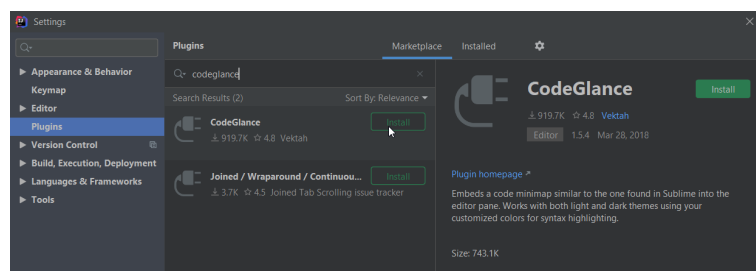 Settings
Plugins
Marketplace
Installed
Appearance & Behavior
Keymap
Editor
Plugins
Version Control
Build, Execution, Deployment
Languages & Frameworks
Tools
codeglance
Search Results (2)
Sort By: Relevance
CodeGlance
Install
919.7K 4.8 Vektah
Joined / Wraparound / Continuou...
Install
3.7K 4.5 Joined Tab Scrolling issue tracker
CodeGlance
Install
919.7K 4.8 Vektah
Editor 1.5.4 Mar 28, 2018
Plugin homepage
Embeds a code minimap similar to the one found in Sublime into the
editor pane. Works with both light and dark themes using your
customized colors for syntax highlighting.
Size: 743.1K